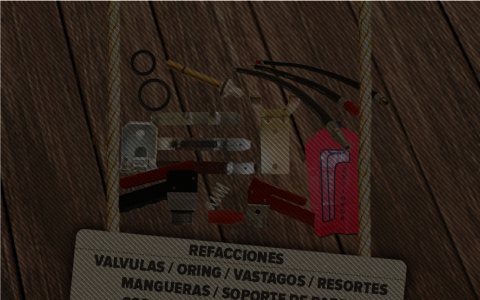 REFACCIONES
VALVULAS / ORING / VASTAGOS / RESORTES
MANGUERAS / SOPORTE DE